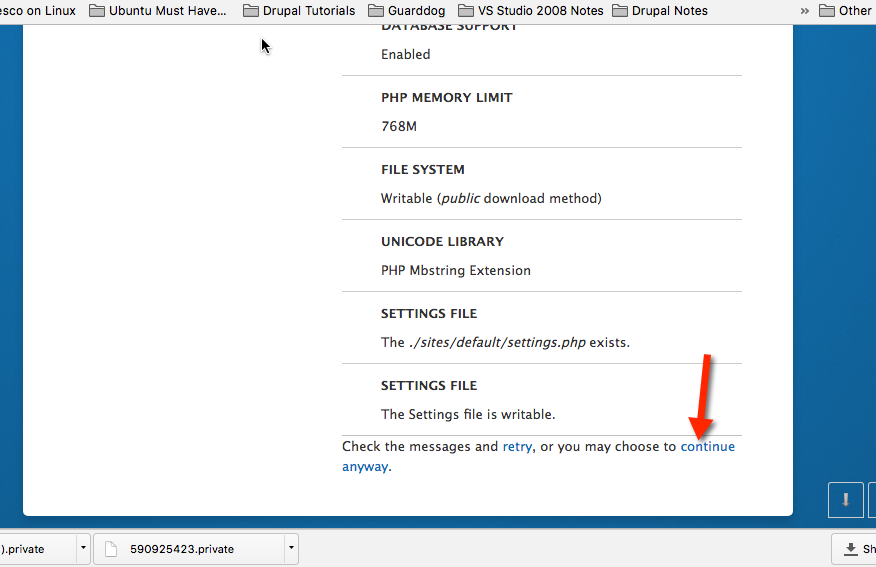 esco on Linux Ubuntu Must Have... Drupal Tutorials Guarddog VS Studio 2008 Notes Drupal Notes » Other
DATABASE SUPPORT
Enabled
PHP MEMORY LIMIT
768M
FILE SYSTEM
Writable (public download method)
UNICODE LIBRARY
PHP Mbstring Extension
SETTINGS FILE
The ./sites/default/settings.php exists.
SETTINGS FILE
The Settings file is writable.
Check the messages and retry, or you may choose to continue
anyway.
).private 590925423.private Sh